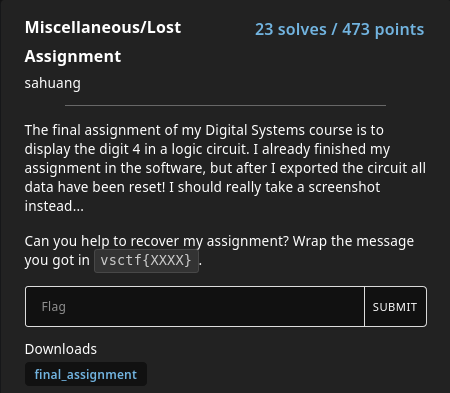 Miscellaneous/Lost
Assignment
23 solves / 473 points
sahuang
The final assignment of my Digital Systems course is to
display the digit 4 in a logic circuit. I already finished my
assignment in the software, but after I exported the circuit all
data have been reset! I should really take a screenshot
instead...
Can you help to recover my assignment? Wrap the message
you got in vsctf{XXXX}.
Flag
SUBMIT
Downloads
final_assignment